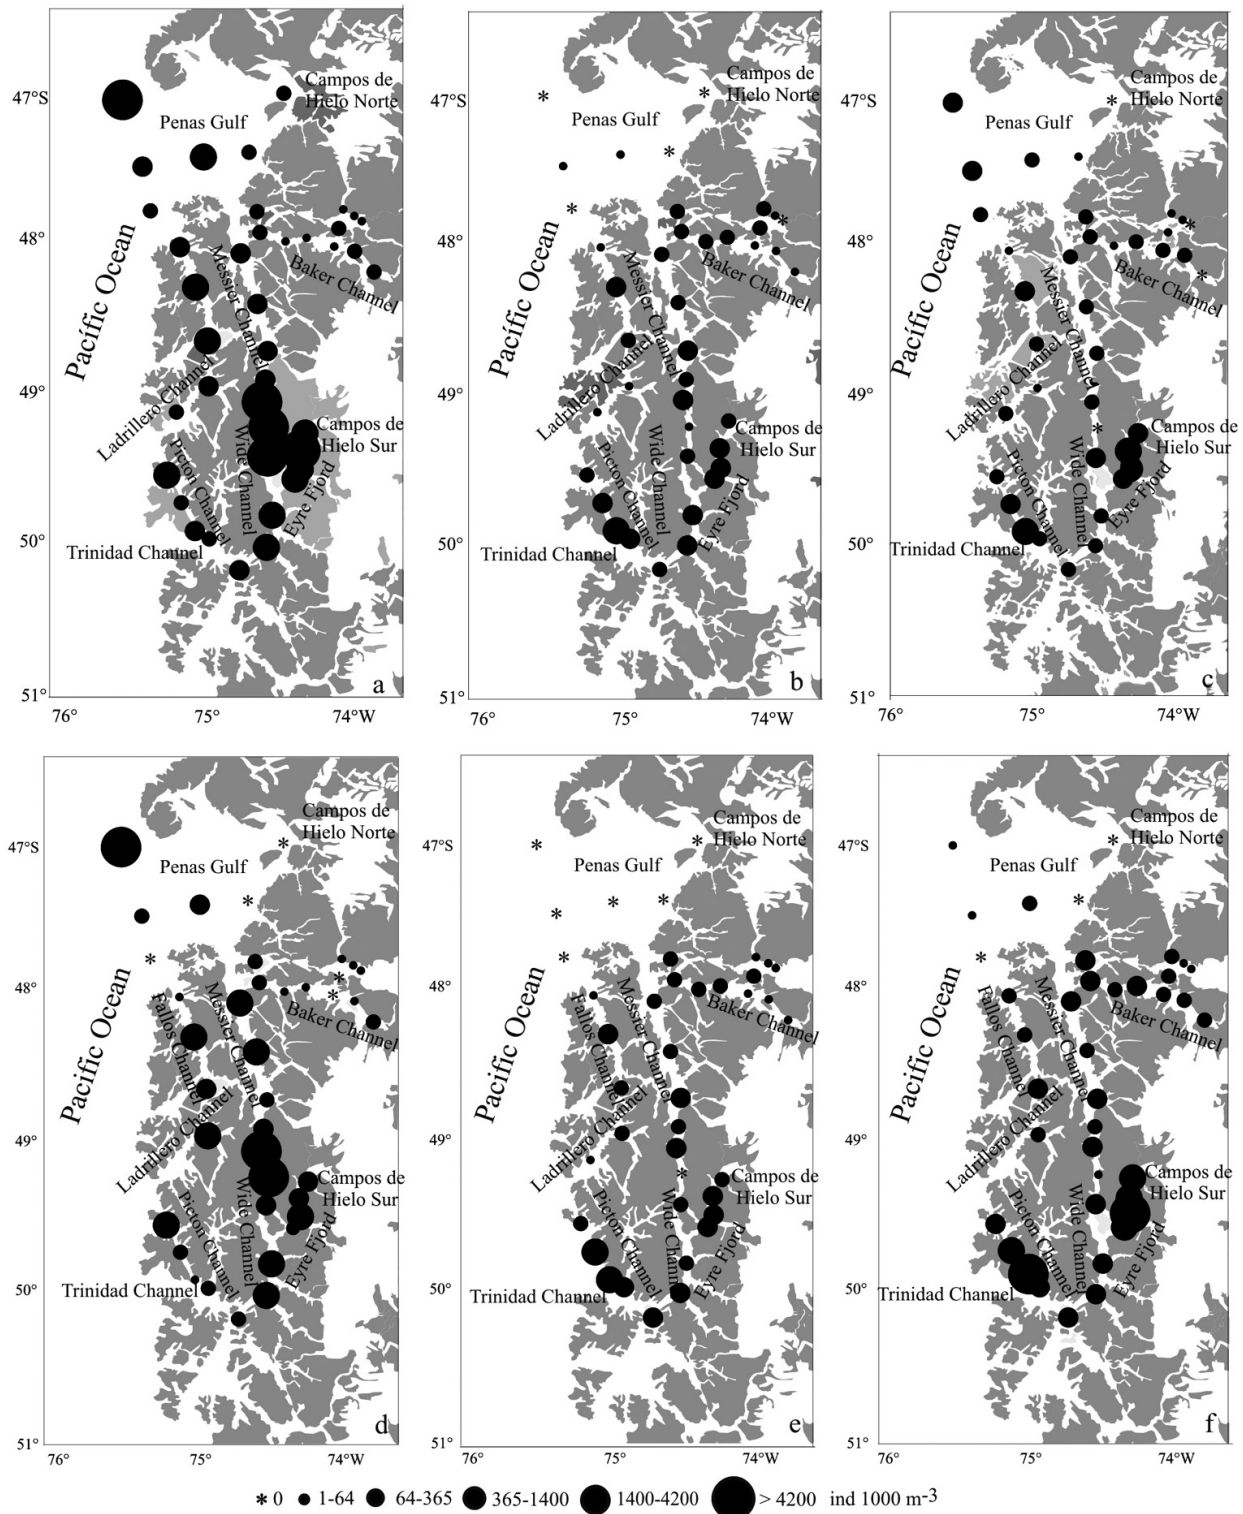 Campos de
Hielo Norte
47°S
Penas Gulf
Pacífic Ocean
48°
Messier Channel
Baker Channel
49°
Ladrillero Channel
Campos de
Hielo Sur
Wide Channel
Picton Channel
Eyre Fjord
50°
Trinidad Channel
51°
a
76°
75°
74°W
Campos de
Hielo Norte
47°S
Penas Gulf
Pacífic Ocean
48°
Messier Channel
Baker Channel
49°
Ladrillero Channel
Campos de
Hielo Sur
Wide Channel
Picton Channel
Eyre Fjord
50°
Trinidad Channel
51°
b
76°
75°
74°W
Campos de
Hielo Norte
47°S
Penas Gulf
Pacífic Ocean
48°
Messier Channel
Baker Channel
49°
Ladrillero Channel
Campos de
Hielo Sur
Wide Channel
Picton Channel
Eyre Fjord
50°
Trinidad Channel
51°
c
76°
75°
74°W
Campos de
Hielo Norte
47°S
Penas Gulf
Pacific Ocean
48°
Fallos Channel
Messier Channel
Baker Channel
49°
Ladrillero Channel
Campos de
Hielo Sur
Wide Channel
Picton Channel
Eyre Fjord
50°
Trinidad Channel
51°
d
76°
75°
74°W
Campos de
Hielo Norte
47°S
Penas Gulf
Pacific Ocean
48°
Fallos Channel
Messier Channel
Baker Channel
49°
Ladrillero Channel
Campos de
Hielo Sur
Wide Channel
Picton Channel
Eyre Fjord
50°
Trinidad Channel
51°
e
76°
75°
74°W
Campos de
Hielo Norte
47°S
Penas Gulf
Pacific Ocean
48°
Fallos Channel
Messier Channel
Baker Channel
49°
Ladrillero Channel
Campos de
Hielo Sur
Wide Channel
Picton Channel
Eyre Fjord
50°
Trinidad Channel
51°
f
76°
75°
74°W
* 0 1-64 64-365 365-1400 1400-4200 > 4200 ind 1000 m-3